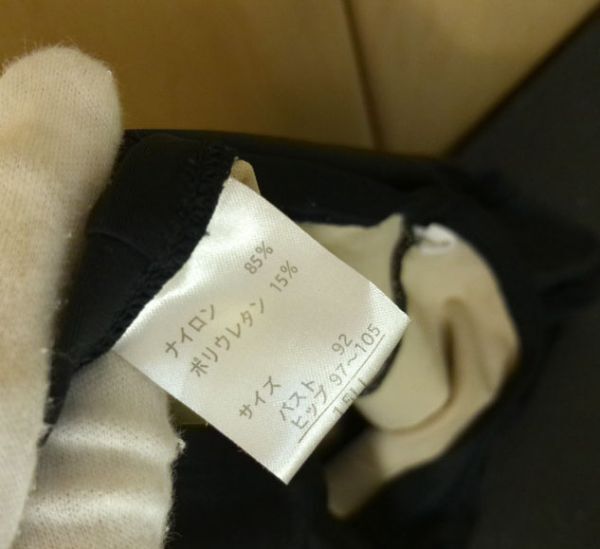 ナイロン 85%
ポリウレタン 15%
サイズ
バスト 92
ヒップ 97~105
15LL